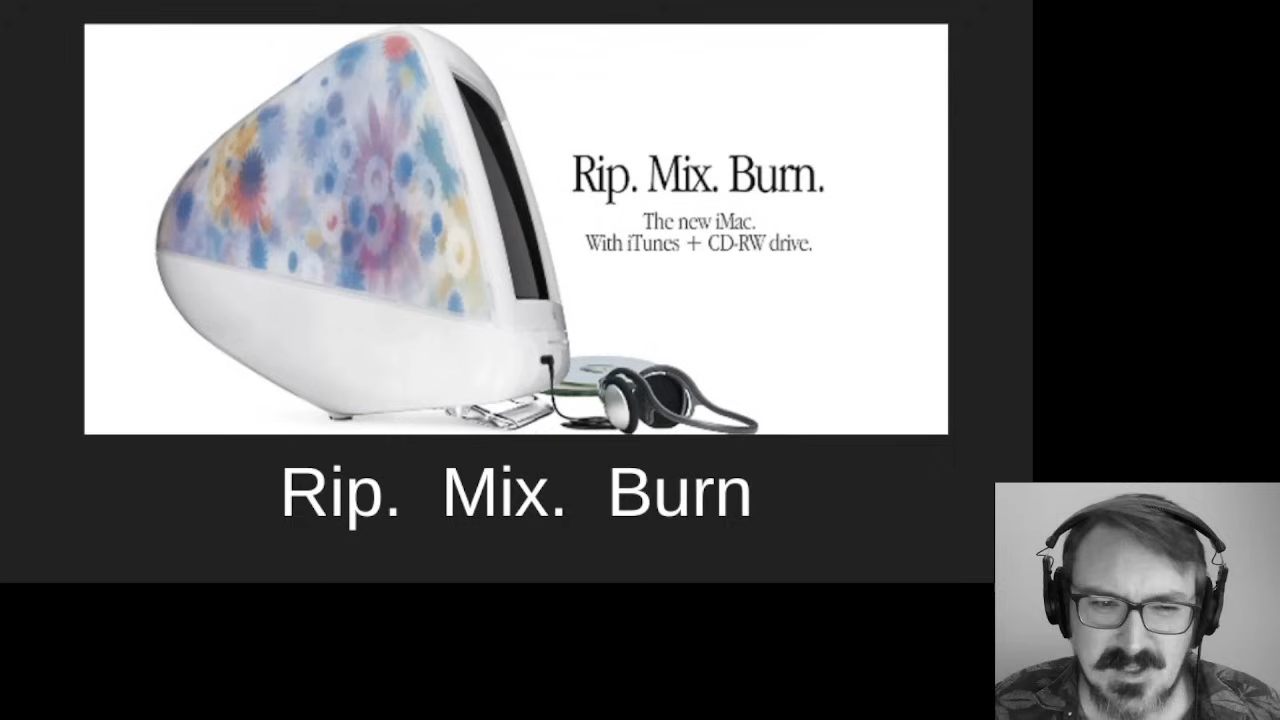 Rip. Mix. Burn.
The new iMac.
With iTunes + CD-RW drive.
Rip. Mix. Burn